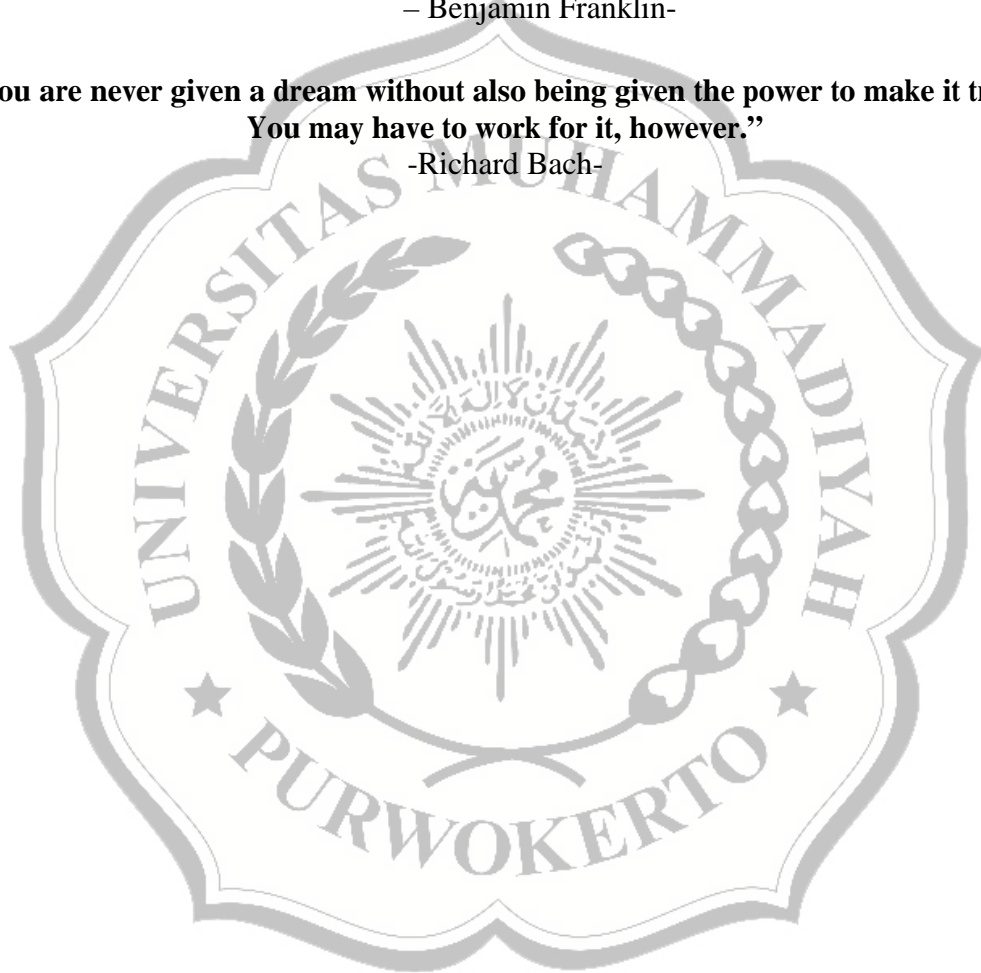 – Benjamin Franklin-
ou are never given a dream without also being given the power to make it tr
You may have to work for it, however.”
-Richard Bach-
UNIVERSITAS MUHAMMADIYAH
PURWOKERTO